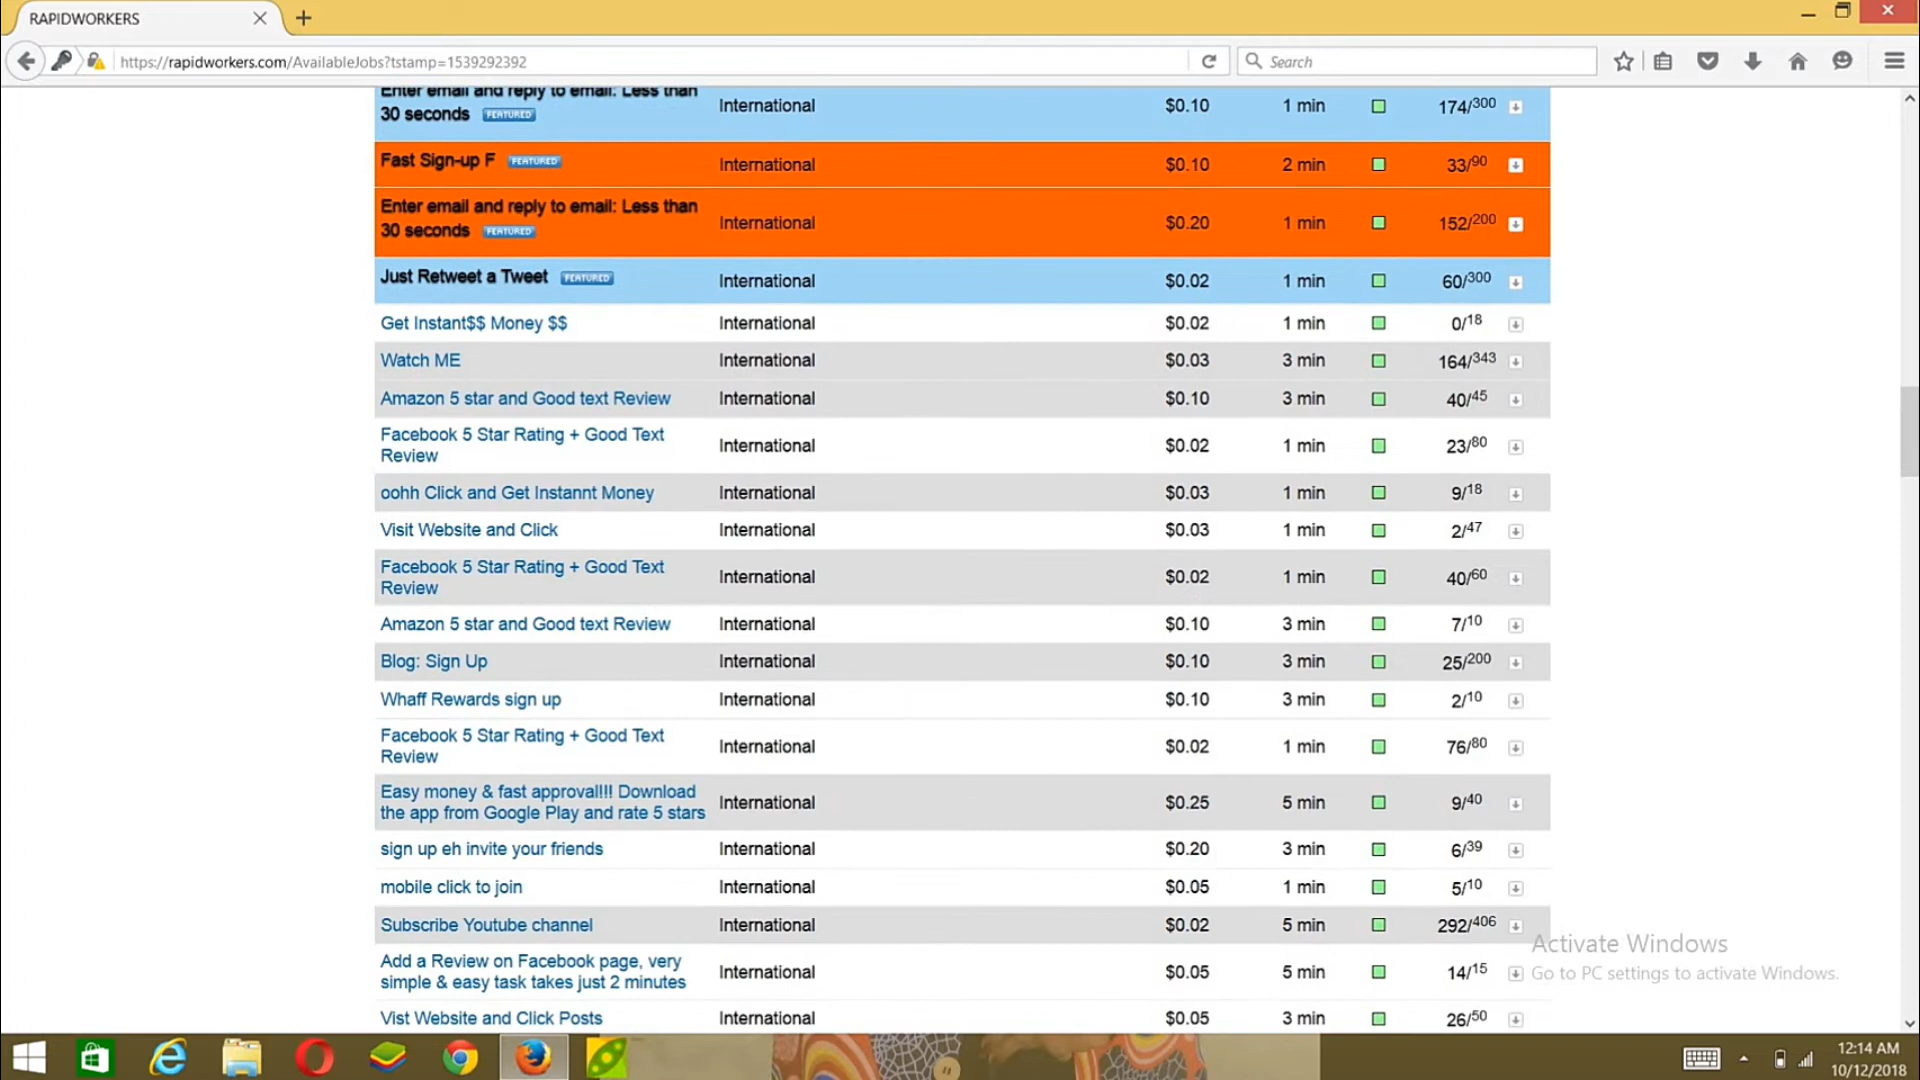 RAPIDWORKERS
https://rapidworkers.com/AvailableJobs?tstamp=1539292392
Search
Enter email and reply to email: Less than
30 seconds FEATURED International $0.10 1 min 174/300
Fast Sign-up F FEATURED International $0.10 2 min 33/90
Enter email and reply to email: Less than
30 seconds FEATURED International $0.20 1 min 152/200
Just Retweet a Tweet FEATURED International $0.02 1 min 60/300
Get Instant$$ Money $$ International $0.02 1 min 0/18
Watch ME International $0.03 3 min 164/343
Amazon 5 star and Good text Review International $0.10 3 min 40/45
Facebook 5 Star Rating + Good Text
Review International $0.02 1 min 23/80
oohh Click and Get Instannt Money International $0.03 1 min 9/18
Visit Website and Click International $0.03 1 min 2/47
Facebook 5 Star Rating + Good Text
Review International $0.02 1 min 40/60
Amazon 5 star and Good text Review International $0.10 3 min 7/10
Blog: Sign Up International $0.10 3 min 25/200
Whaff Rewards sign up International $0.10 3 min 2/10
Facebook 5 Star Rating + Good Text
Review International $0.02 1 min 76/80
Easy money & fast approval!!! Download
the app from Google Play and rate 5 stars International $0.25 5 min 9/40
sign up eh invite your friends International $0.20 3 min 6/39
mobile click to join International $0.05 1 min 5/10
Subscribe Youtube channel International $0.02 5 min 292/406
Add a Review on Facebook page, very
simple & easy task takes just 2 minutes International $0.05 5 min 14/15
Vist Website and Click Posts International $0.05 3 min 26/50
Activate Windows
Go to PC settings to activate Windows.
12:14 AM
10/12/2018